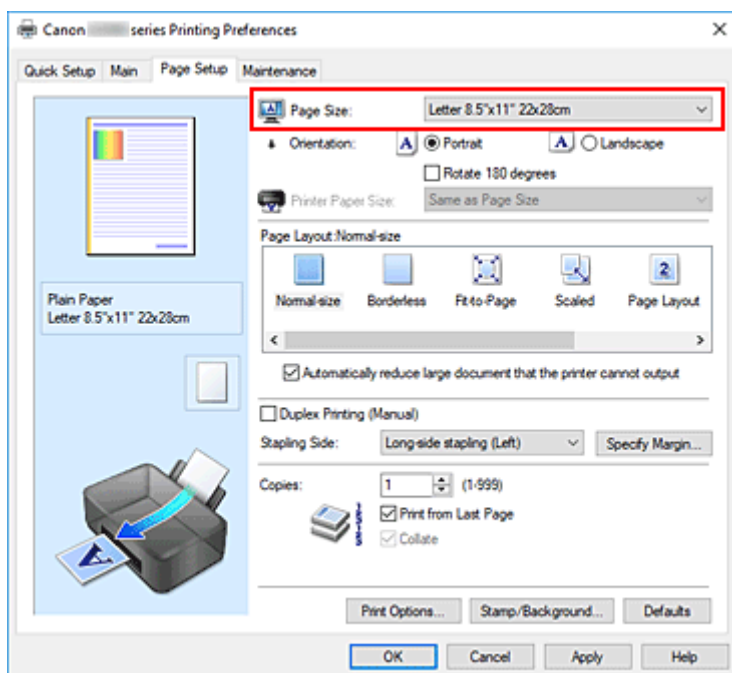 Canon series Printing Preferences
Quick Setup Main Page Setup Maintenance
Page Size: Letter 8.5"x11" 22x28cm
Orientation: A Portrait A Landscape
Rotate 180 degrees
Printer Paper Size: Same as Page Size
Page Layout:Normal-size
Normal-size Borderless Fit-to-Page Scaled Page Layout
Automatically reduce large document that the printer cannot output
Plain Paper
Letter 8.5"x11" 22x28cm
Duplex Printing (Manual)
Stapling Side: Long-side stapling (Left) Specify Margin...
Copies: 1 (1-999)
Print from Last Page
Collate
Print Options... Stamp/Background... Defaults
OK Cancel Apply Help